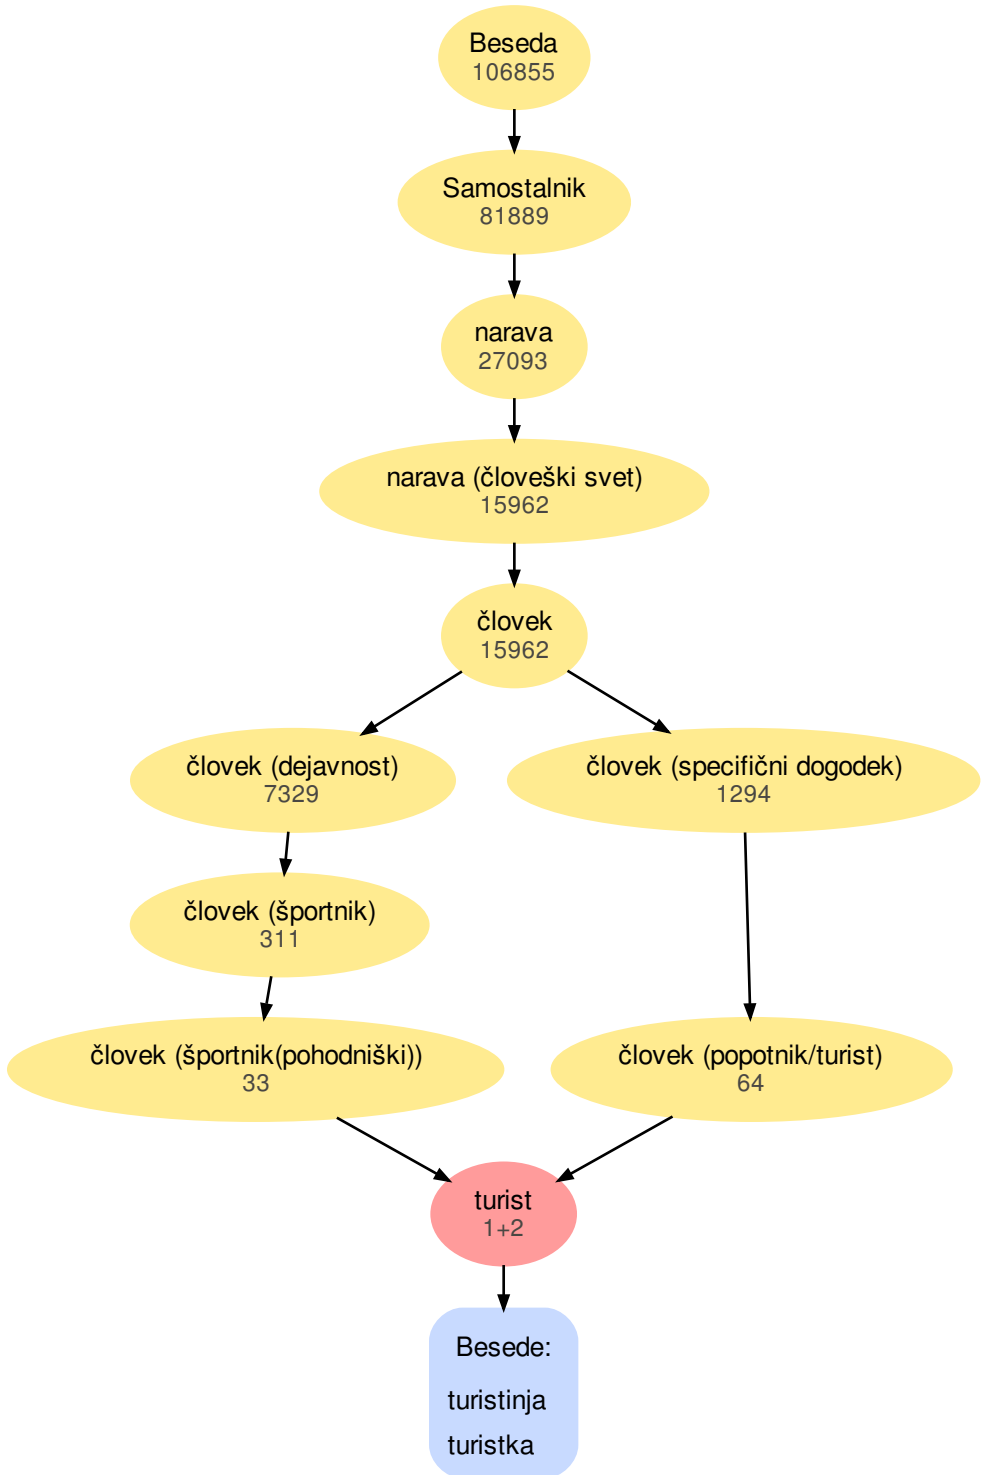 Beseda
106855
Samostalnik
81889
narava
27093
narava (človeški svet)
15962
človek
15962
človek (dejavnost)
7329
človek (specifični dogodek)
1294
človek (športnik)
311
človek (športnik(pohodniški))
33
človek (popotnik/turist)
64
turist
1+2
Besede:
turistinja
turistka